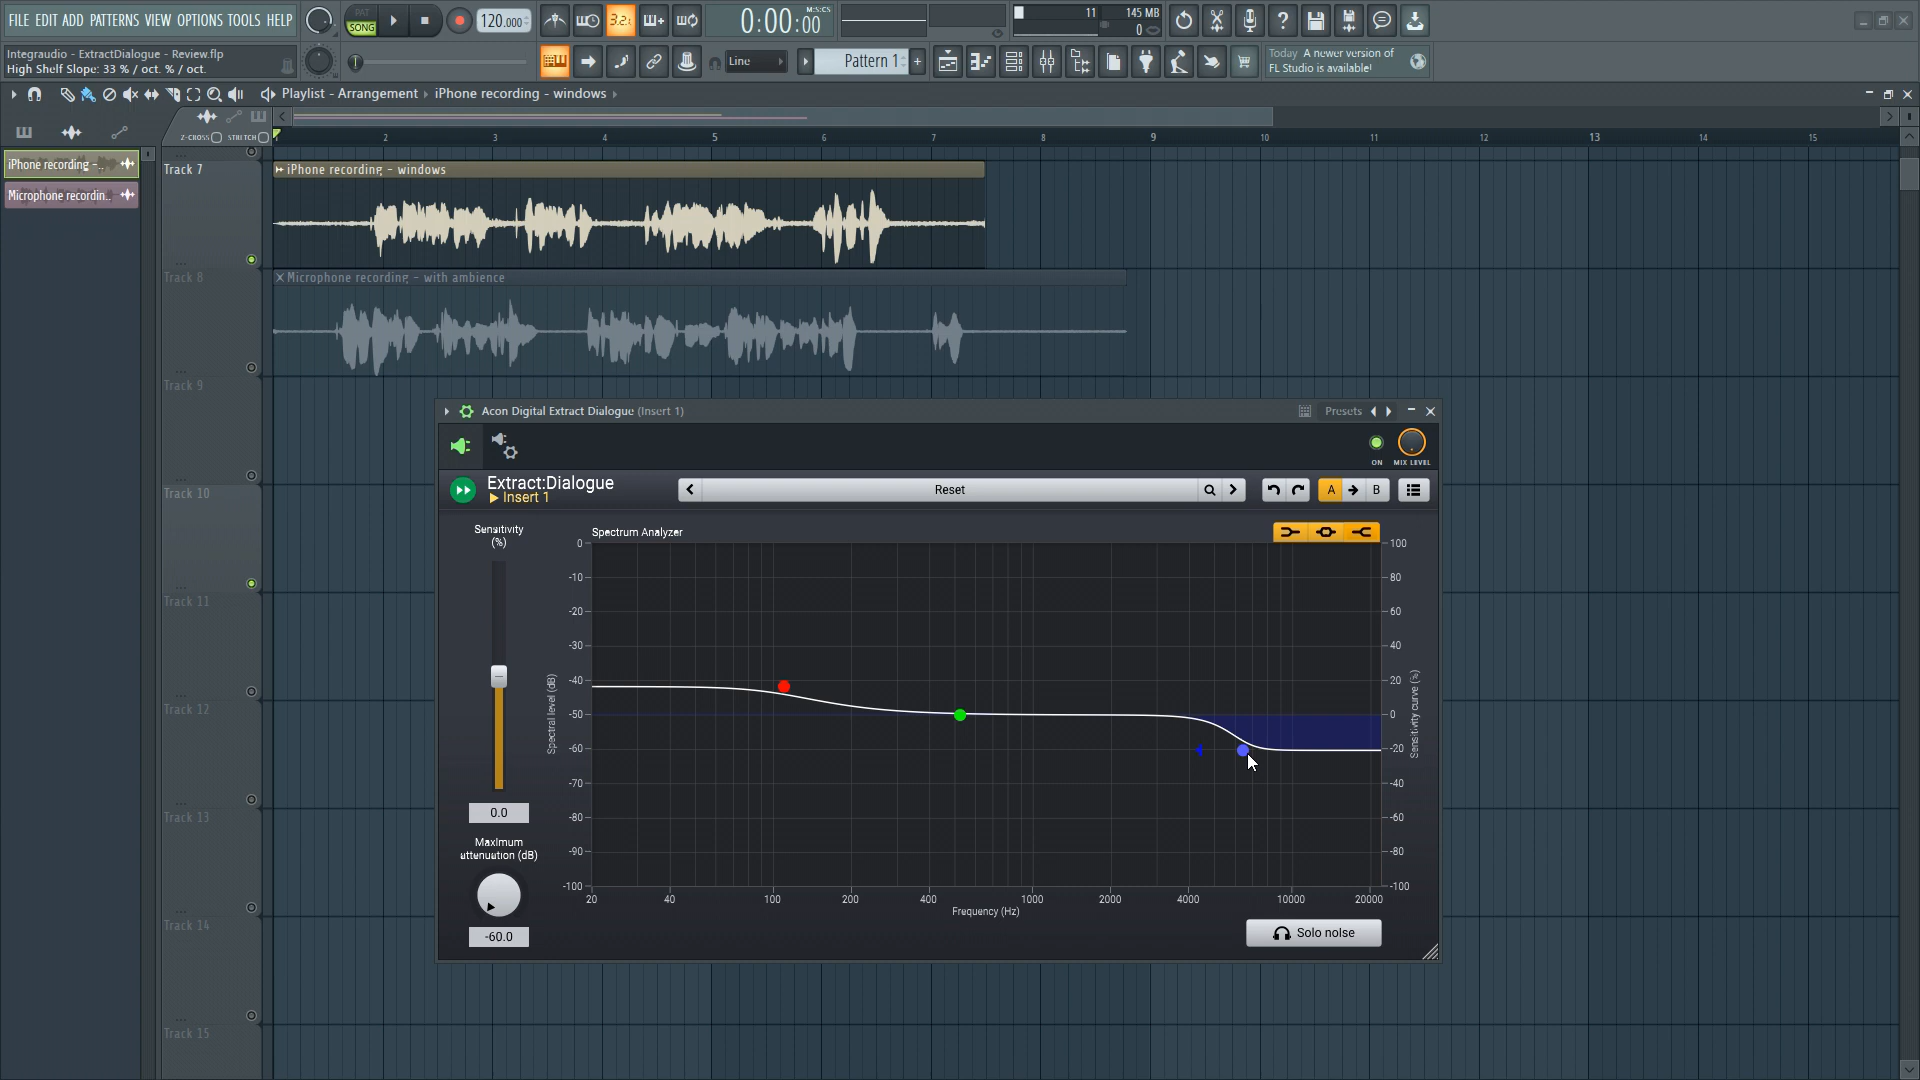 FILE EDIT ADD PATTERNS VIEW OPTIONS TOOLS HELP
PAT
SONG
120.000
3.2.
0:00:00
M:S:CS
11
145 MB
0
Integraudio - ExtractDialogue - Review.flp
High Shelf Slope: 33 % / oct. % / oct.
Line
Pattern 1
+
Today A newer version of
FL Studio is available!
Playlist - Arrangement › iPhone recording - windows ›
Z-CROSS STRETCH
2 3 4 5 6 7 8 9 10 11 12 13 14 15
iPhone recording -..
Microphone recordin..
Track 7
iPhone recording - windows
Track 8
Microphone recording - with ambience
Track 9
Track 10
Track 11
Track 12
Track 13
Track 14
Track 15
Acon Digital Extract Dialogue (Insert 1)
Presets
ON
MIX LEVEL
Extract:Dialogue
Insert 1
Reset
A
B
Sensitivity
(%)
0.0
Maximum
attenuation (dB)
-60.0
Spectrum Analyzer
0
-10
-20
-30
-40
-50
-60
-70
-80
-90
-100
Spectral level (dB)
100
80
60
40
20
0
-20
-40
-60
-80
-100
Sensitivity curve (%)
20 40 100 200 400 1000 2000 4000 10000 20000
Frequency (Hz)
Solo noise